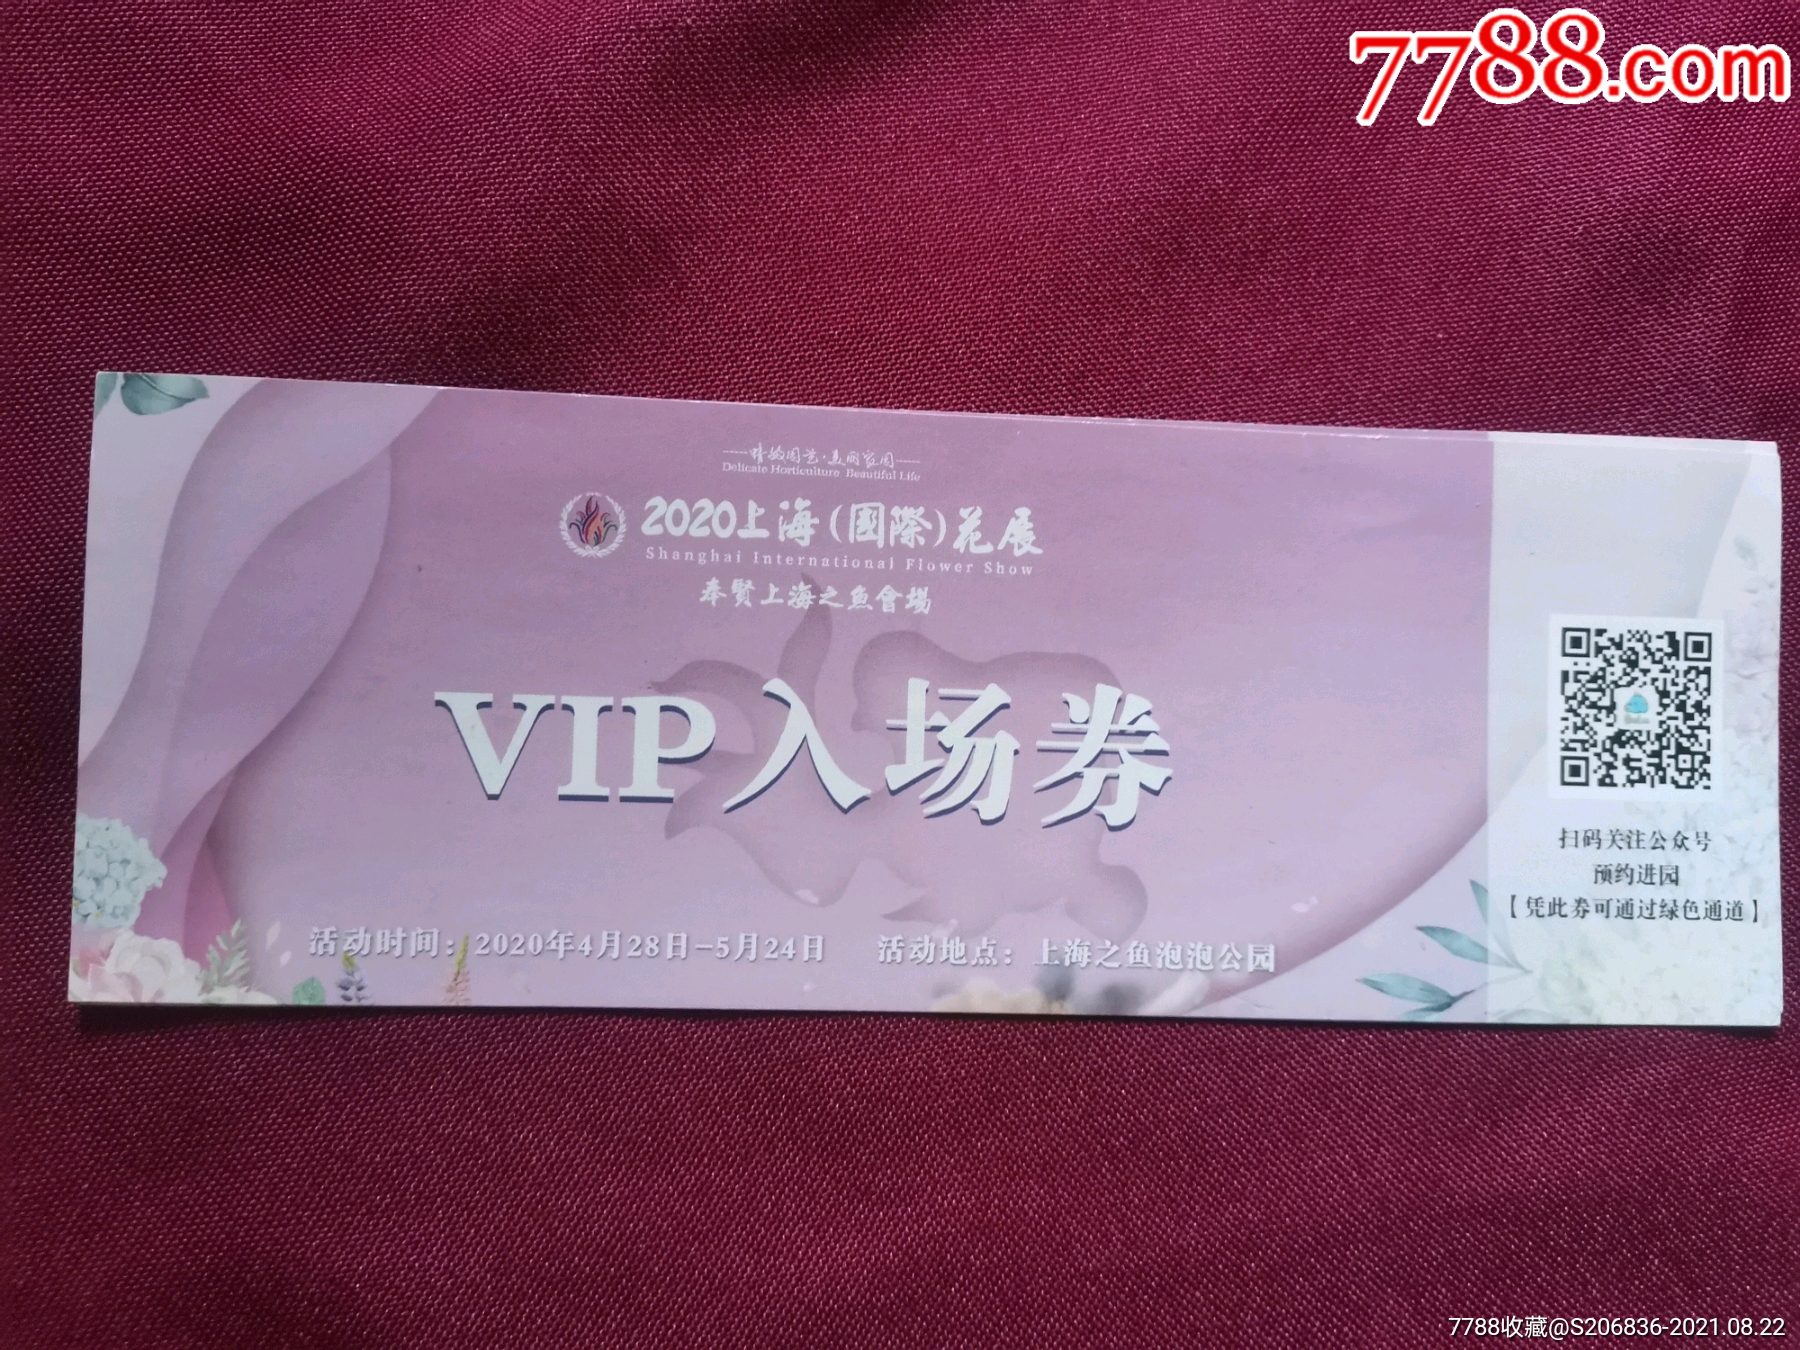 7788.com
精致园艺·美丽家园
Delicate Horticulture Beautiful Life
2020上海(國際)花展
Shanghai International Flower Show
奉賢上海之魚會場
VIP入场券
活动时间：2020年4月28日-5月24日 活动地点：上海之鱼泡泡公园
扫码关注公众号
预约进园
【凭此券可通过绿色通道】
7788收藏@S206836-2021.08.22